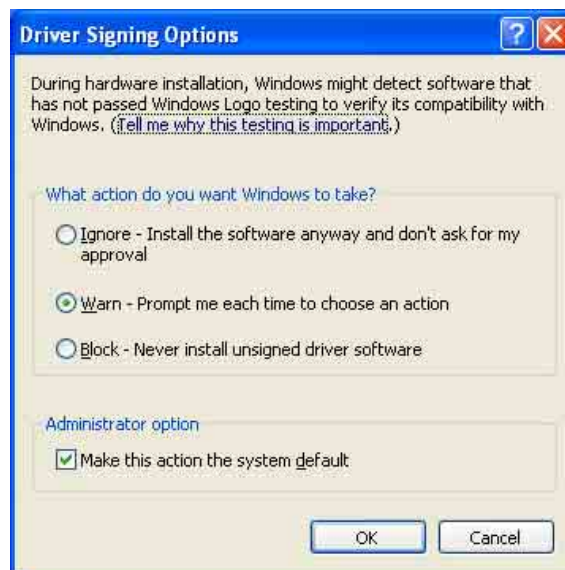 Driver Signing Options
During hardware installation, Windows might detect software that
has not passed Windows Logo testing to verify its compatibility with
Windows. (Tell me why this testing is important.)
What action do you want Windows to take?
Ignore - Install the software anyway and don't ask for my
approval
Warn - Prompt me each time to choose an action
Block - Never install unsigned driver software
Administrator option
Make this action the system default
OK Cancel